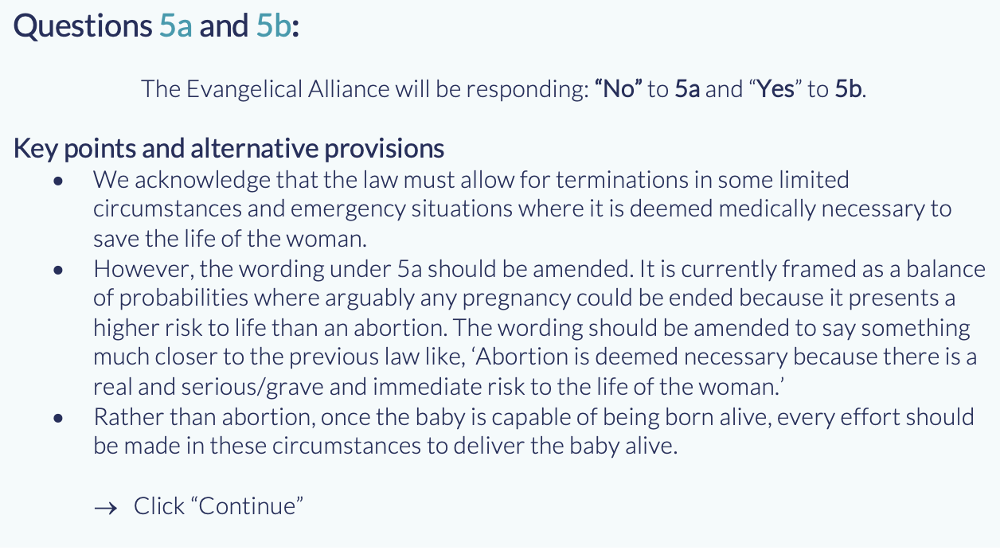 Questions 5a and 5b:
The Evangelical Alliance will be responding: “No” to 5a and “Yes” to 5b.
Key points and alternative provisions
• We acknowledge that the law must allow for terminations in some limited
circumstances and emergency situations where it is deemed medically necessary to
save the life of the woman.
• However, the wording under 5a should be amended. It is currently framed as a balance
of probabilities where arguably any pregnancy could be ended because it presents a
higher risk to life than an abortion. The wording should be amended to say something
much closer to the previous law like, ‘Abortion is deemed necessary because there is a
real and serious/grave and immediate risk to the life of the woman.’
• Rather than abortion, once the baby is capable of being born alive, every effort should
be made in these circumstances to deliver the baby alive.
→ Click “Continue”